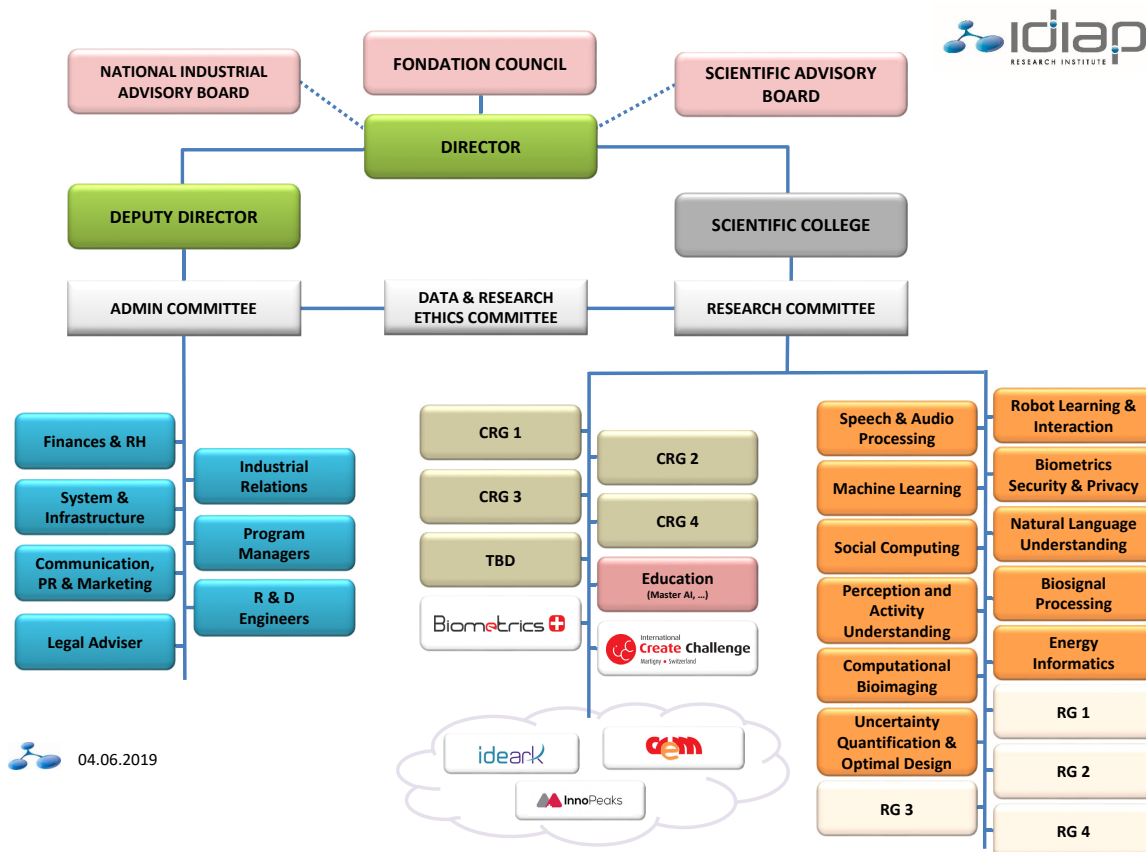 idiap
RESEARCH INSTITUTE
NATIONAL INDUSTRIAL
ADVISORY BOARD
FONDATION COUNCIL
SCIENTIFIC ADVISORY
BOARD
DIRECTOR
DEPUTY DIRECTOR
SCIENTIFIC COLLEGE
ADMIN COMMITTEE
DATA & RESEARCH
ETHICS COMMITTEE
RESEARCH COMMITTEE
Finances & RH
Industrial
Relations
System &
Infrastructure
Program
Managers
Communication,
PR & Marketing
R & D
Engineers
Legal Adviser
CRG 1
CRG 2
CRG 3
CRG 4
TBD
Education
(Master AI, ...)
Biometrics
International
Create Challenge
Martigny • Switzerland
ideark
cem
InnoPeaks
Speech & Audio
Processing
Robot Learning &
Interaction
Machine Learning
Biometrics
Security & Privacy
Social Computing
Natural Language
Understanding
Perception and
Activity
Understanding
Biosignal
Processing
Computational
Bioimaging
Energy
Informatics
Uncertainty
Quantification &
Optimal Design
RG 1
RG 2
RG 3
RG 4
04.06.2019